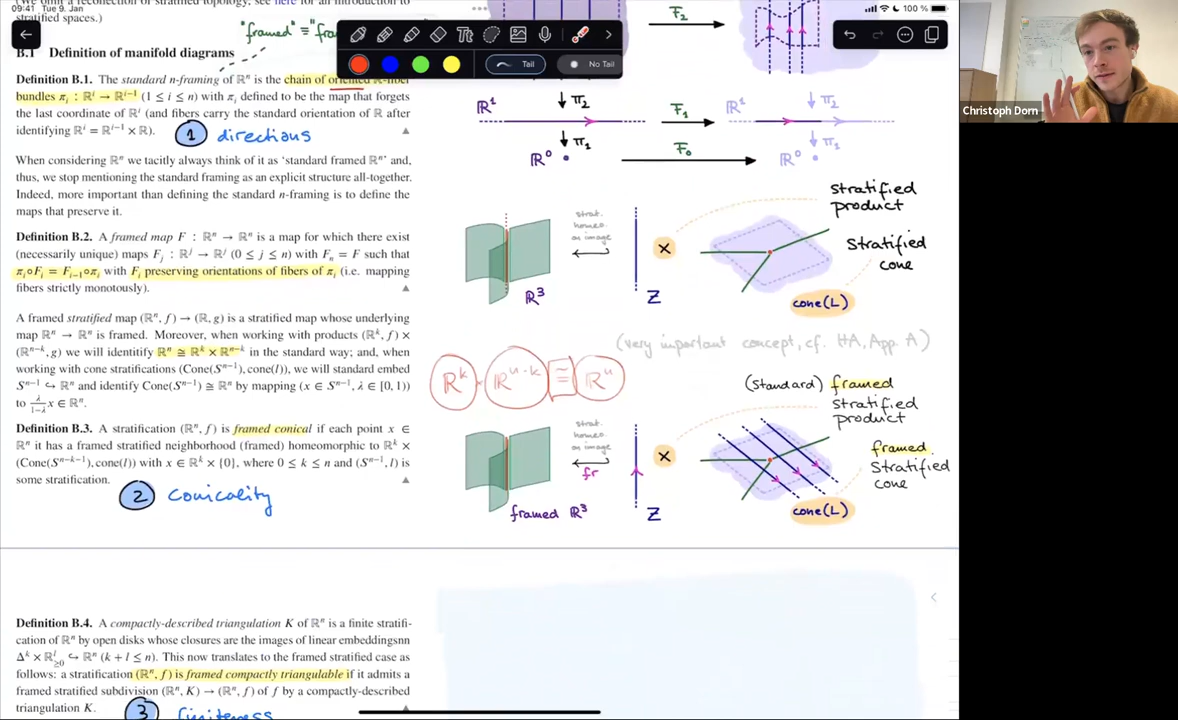 09:41 Tue 9. Jan
100 %
stratified spaces.)
"framed" ≡ "fra
B.1 Definition of manifold diagrams
Definition B.1. The standard n-framing of ℝⁿ is the chain of oriented ℝ-fiber
bundles πᵢ : ℝⁱ → ℝⁱ⁻¹ (1 ≤ i ≤ n) with πᵢ defined to be the map that forgets
the last coordinate of ℝⁱ (and fibers carry the standard orientation of ℝ after
identifying ℝⁱ = ℝⁱ⁻¹ × ℝ).
1 directions
When considering ℝⁿ we tacitly always think of it as 'standard framed ℝⁿ' and,
thus, we stop mentioning the standard framing as an explicit structure all-together.
Indeed, more important than defining the standard n-framing is to define the
maps that preserve it.
Definition B.2. A framed map F : ℝⁿ → ℝⁿ is a map for which there exist
(necessarily unique) maps Fⱼ : ℝʲ → ℝʲ (0 ≤ j ≤ n) with Fₙ = F such that
πᵢ∘Fᵢ = Fᵢ₋₁∘πᵢ with Fᵢ preserving orientations of fibers of πᵢ (i.e. mapping
fibers strictly monotously).
A framed stratified map (ℝⁿ, f) → (ℝ, g) is a stratified map whose underlying
map ℝⁿ → ℝⁿ is framed. Moreover, when working with products (ℝᵏ, f) ×
(ℝⁿ⁻ᵏ, g) we will identitify ℝⁿ ≅ ℝᵏ × ℝⁿ⁻ᵏ in the standard way; and, when
working with cone stratifications (Cone(Sⁿ⁻¹), cone(l)), we will standard embed
Sⁿ⁻¹ ↪ ℝⁿ and identify Cone(Sⁿ⁻¹) ≅ ℝⁿ by mapping (x ∈ Sⁿ⁻¹, λ ∈ [0, 1))
to λ/(1−λ) x ∈ ℝⁿ.
Definition B.3. A stratification (ℝⁿ, f) is framed conical if each point x ∈
ℝⁿ it has a framed stratified neighborhood (framed) homeomorphic to ℝᵏ ×
(Cone(Sⁿ⁻ᵏ⁻¹), cone(l)) with x ∈ ℝᵏ × {0}, where 0 ≤ k ≤ n and (Sⁿ⁻¹, l) is
some stratification.
2 Conicality
Definition B.4. A compactly-described triangulation K of ℝⁿ is a finite stratifi-
cation of ℝⁿ by open disks whose closures are the images of linear embeddingsnn
Δᵏ × ℝˡ≥₀ ↪ ℝⁿ (k + l ≤ n). This now translates to the framed stratified case as
follows: a stratification (ℝⁿ, f) is framed compactly triangulable if it admits a
framed stratified subdivision (ℝⁿ, K) → (ℝⁿ, f) of f by a compactly-described
triangulation K.
3 finiteness
Tt
Tail
No Tail
F₂
ℝ¹ π₂ F₁ ℝ¹ π₂
π₁ π₁
ℝ⁰ F₀ ℝ⁰
stratified
product
strat.
homeo
on image
×
Stratified
cone
ℝ³
Z
cone(L)
(very important concept, cf. HA, App. A)
ℝᵏ × ℝⁿ⁻ᵏ ≅ ℝⁿ
(standard) framed
stratified
product
strat.
homeo
on image
fr
×
framed
Stratified
cone
framed ℝ³
Z
cone(L)
Christoph Dorn